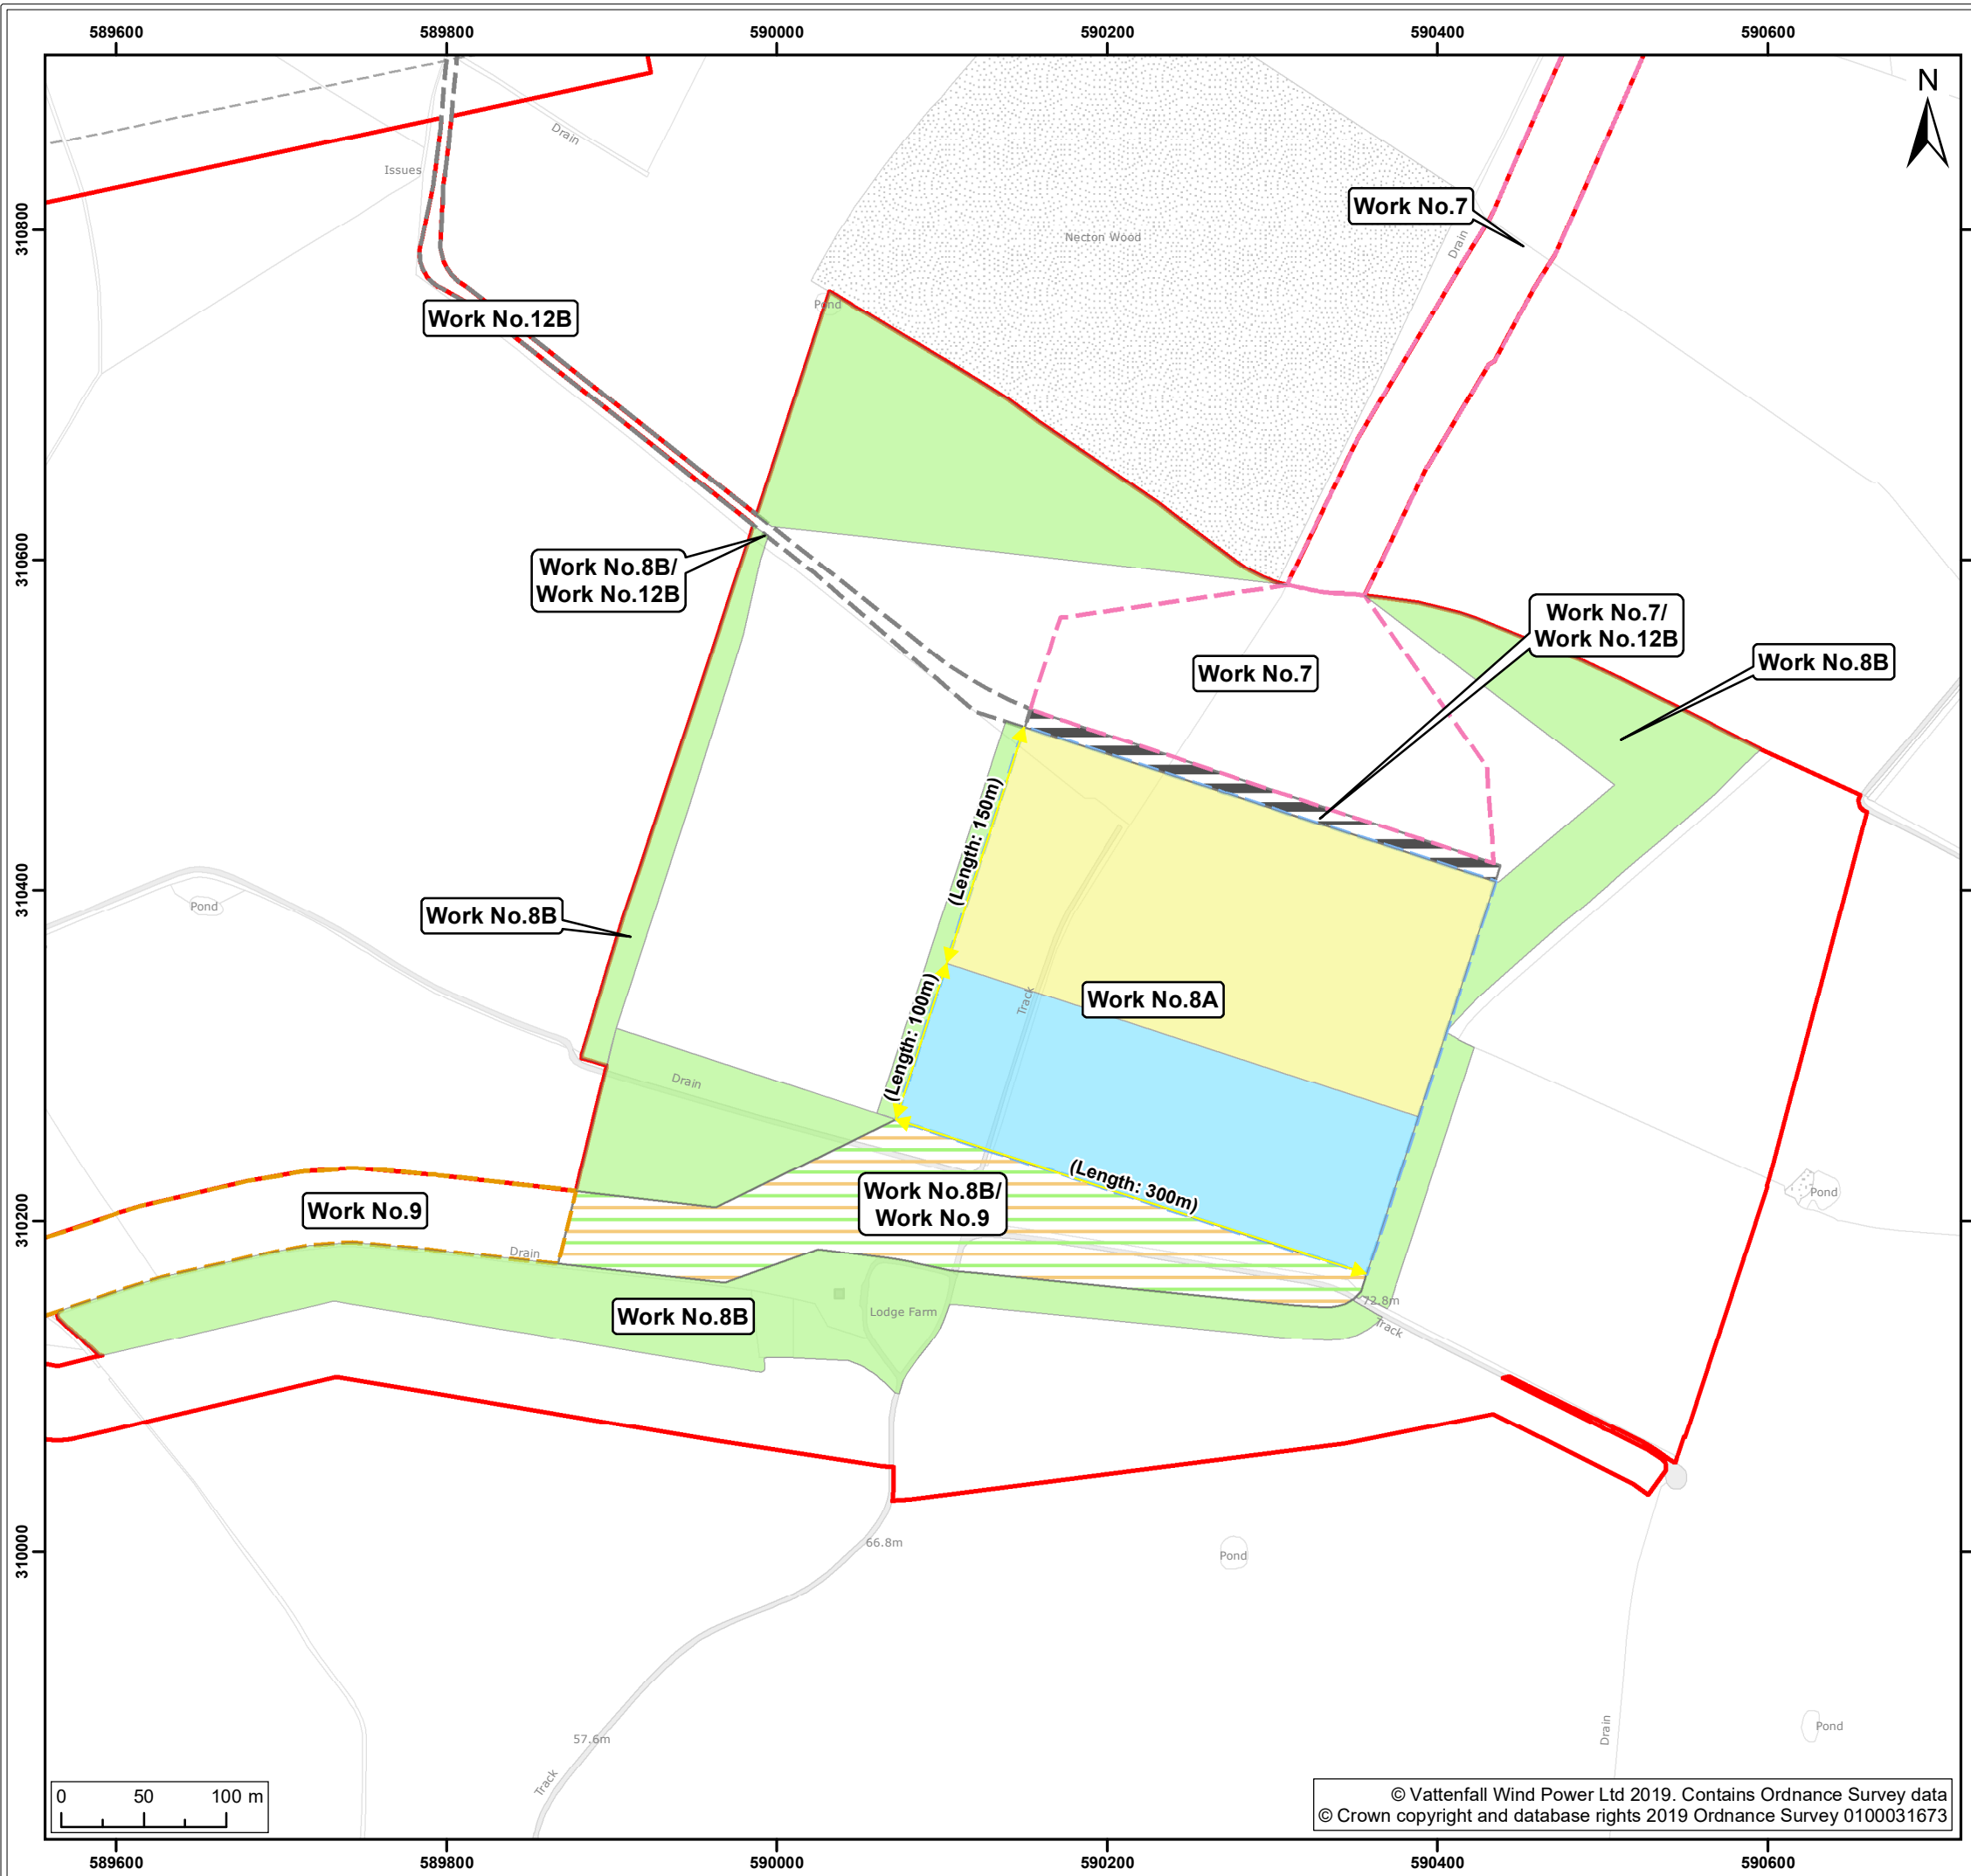 589600 589800 590000 590200 590400 590600
N
Drain
Issues
310800
Work No.7
Necton Wood
Drain
Pond
Work No.12B
310600
Work No.8B/
Work No.12B
Work No.7/
Work No.12B
Work No.7
Work No.8B
(Length: 150m)
310400
Pond
Work No.8B
Track
Work No.8A
(Length: 100m)
Drain
(Length: 300m)
Pond
310200
Work No.9
Work No.8B/
Work No.9
Drain
Work No.8B
Lodge Farm
72.8m
Track
66.8m
310000
Pond
57.6m
Track
Drain
Pond
0 50 100 m
© Vattenfall Wind Power Ltd 2019. Contains Ordnance Survey data
© Crown copyright and database rights 2019 Ordnance Survey 0100031673
589600 589800 590000 590200 590400 590600